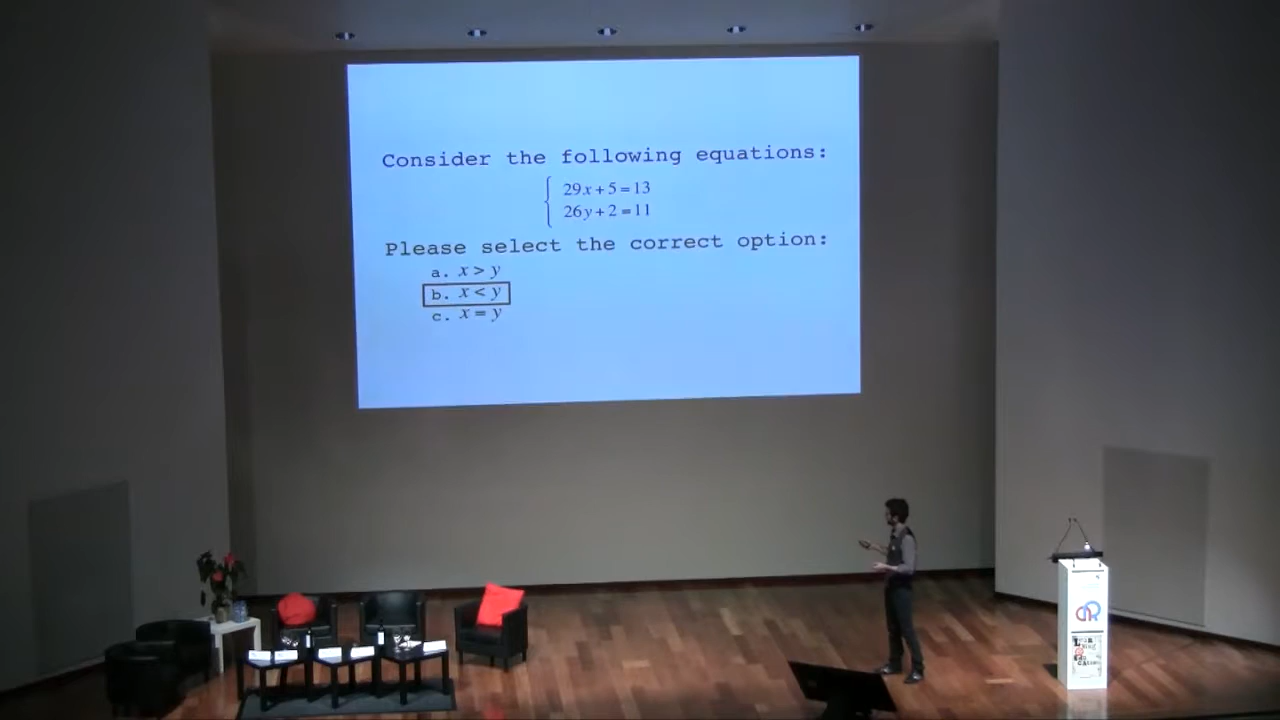 Consider the following equations:
29x+5=13
26y+2=11
Please select the correct option:
a. x > y
b. x < y
c. x = y